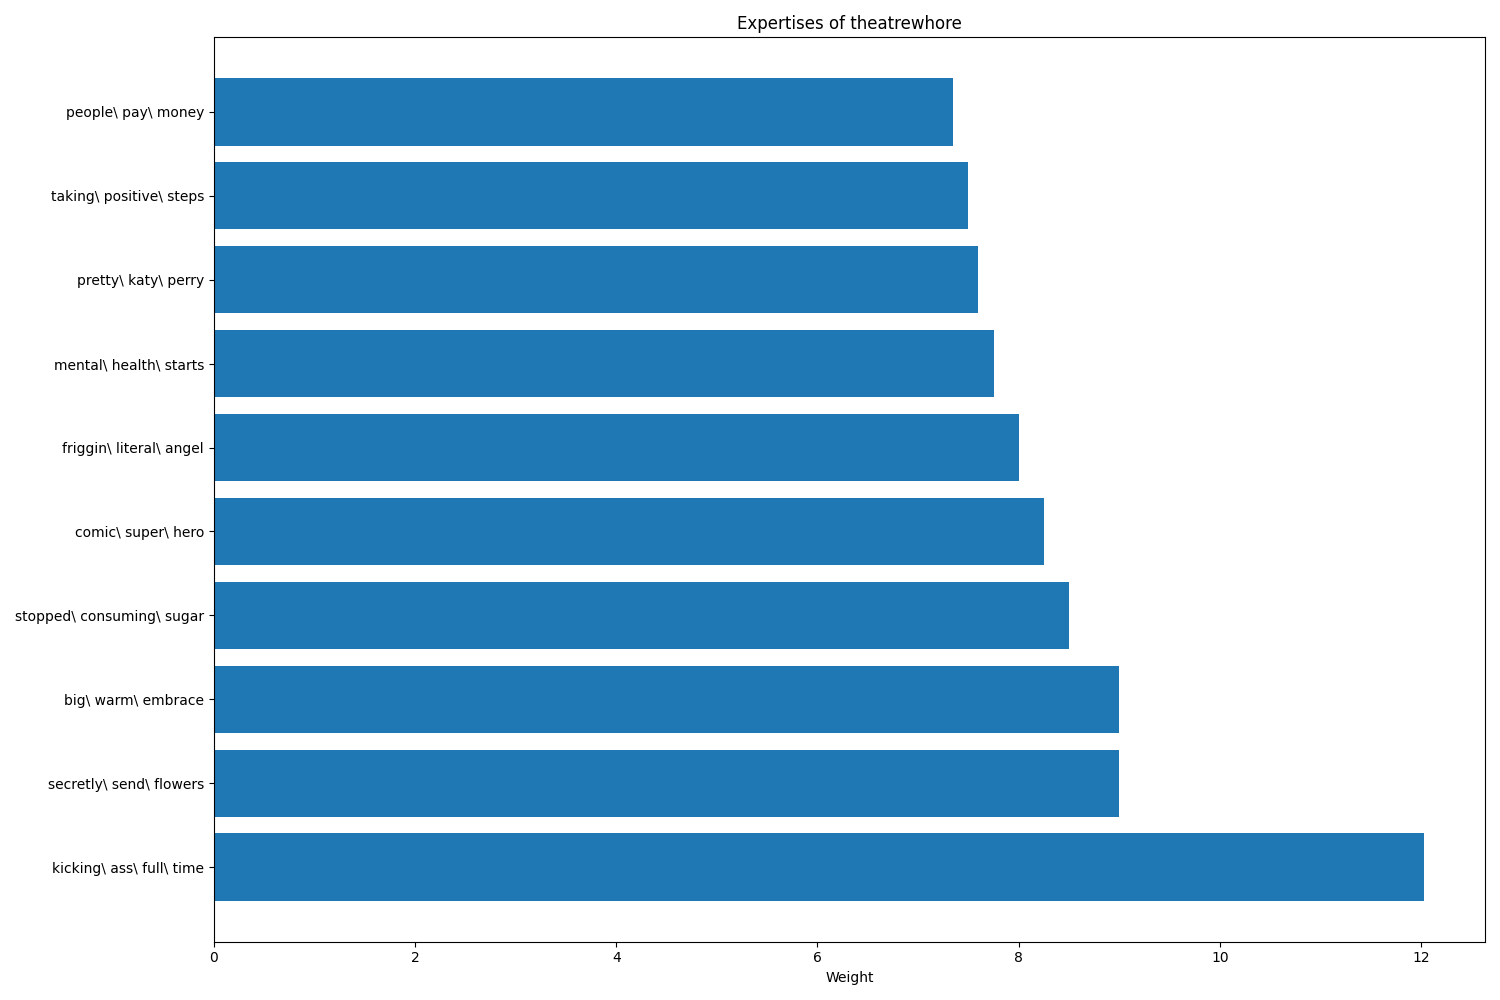 Expertises of theatrewhore
people\ pay\ money
taking\ positive\ steps
pretty\ katy\ perry
mental\ health\ starts
friggin\ literal\ angel
comic\ super\ hero
stopped\ consuming\ sugar
big\ warm\ embrace
secretly\ send\ flowers
kicking\ ass\ full\ time
0 2 4 6 8 10 12
Weight